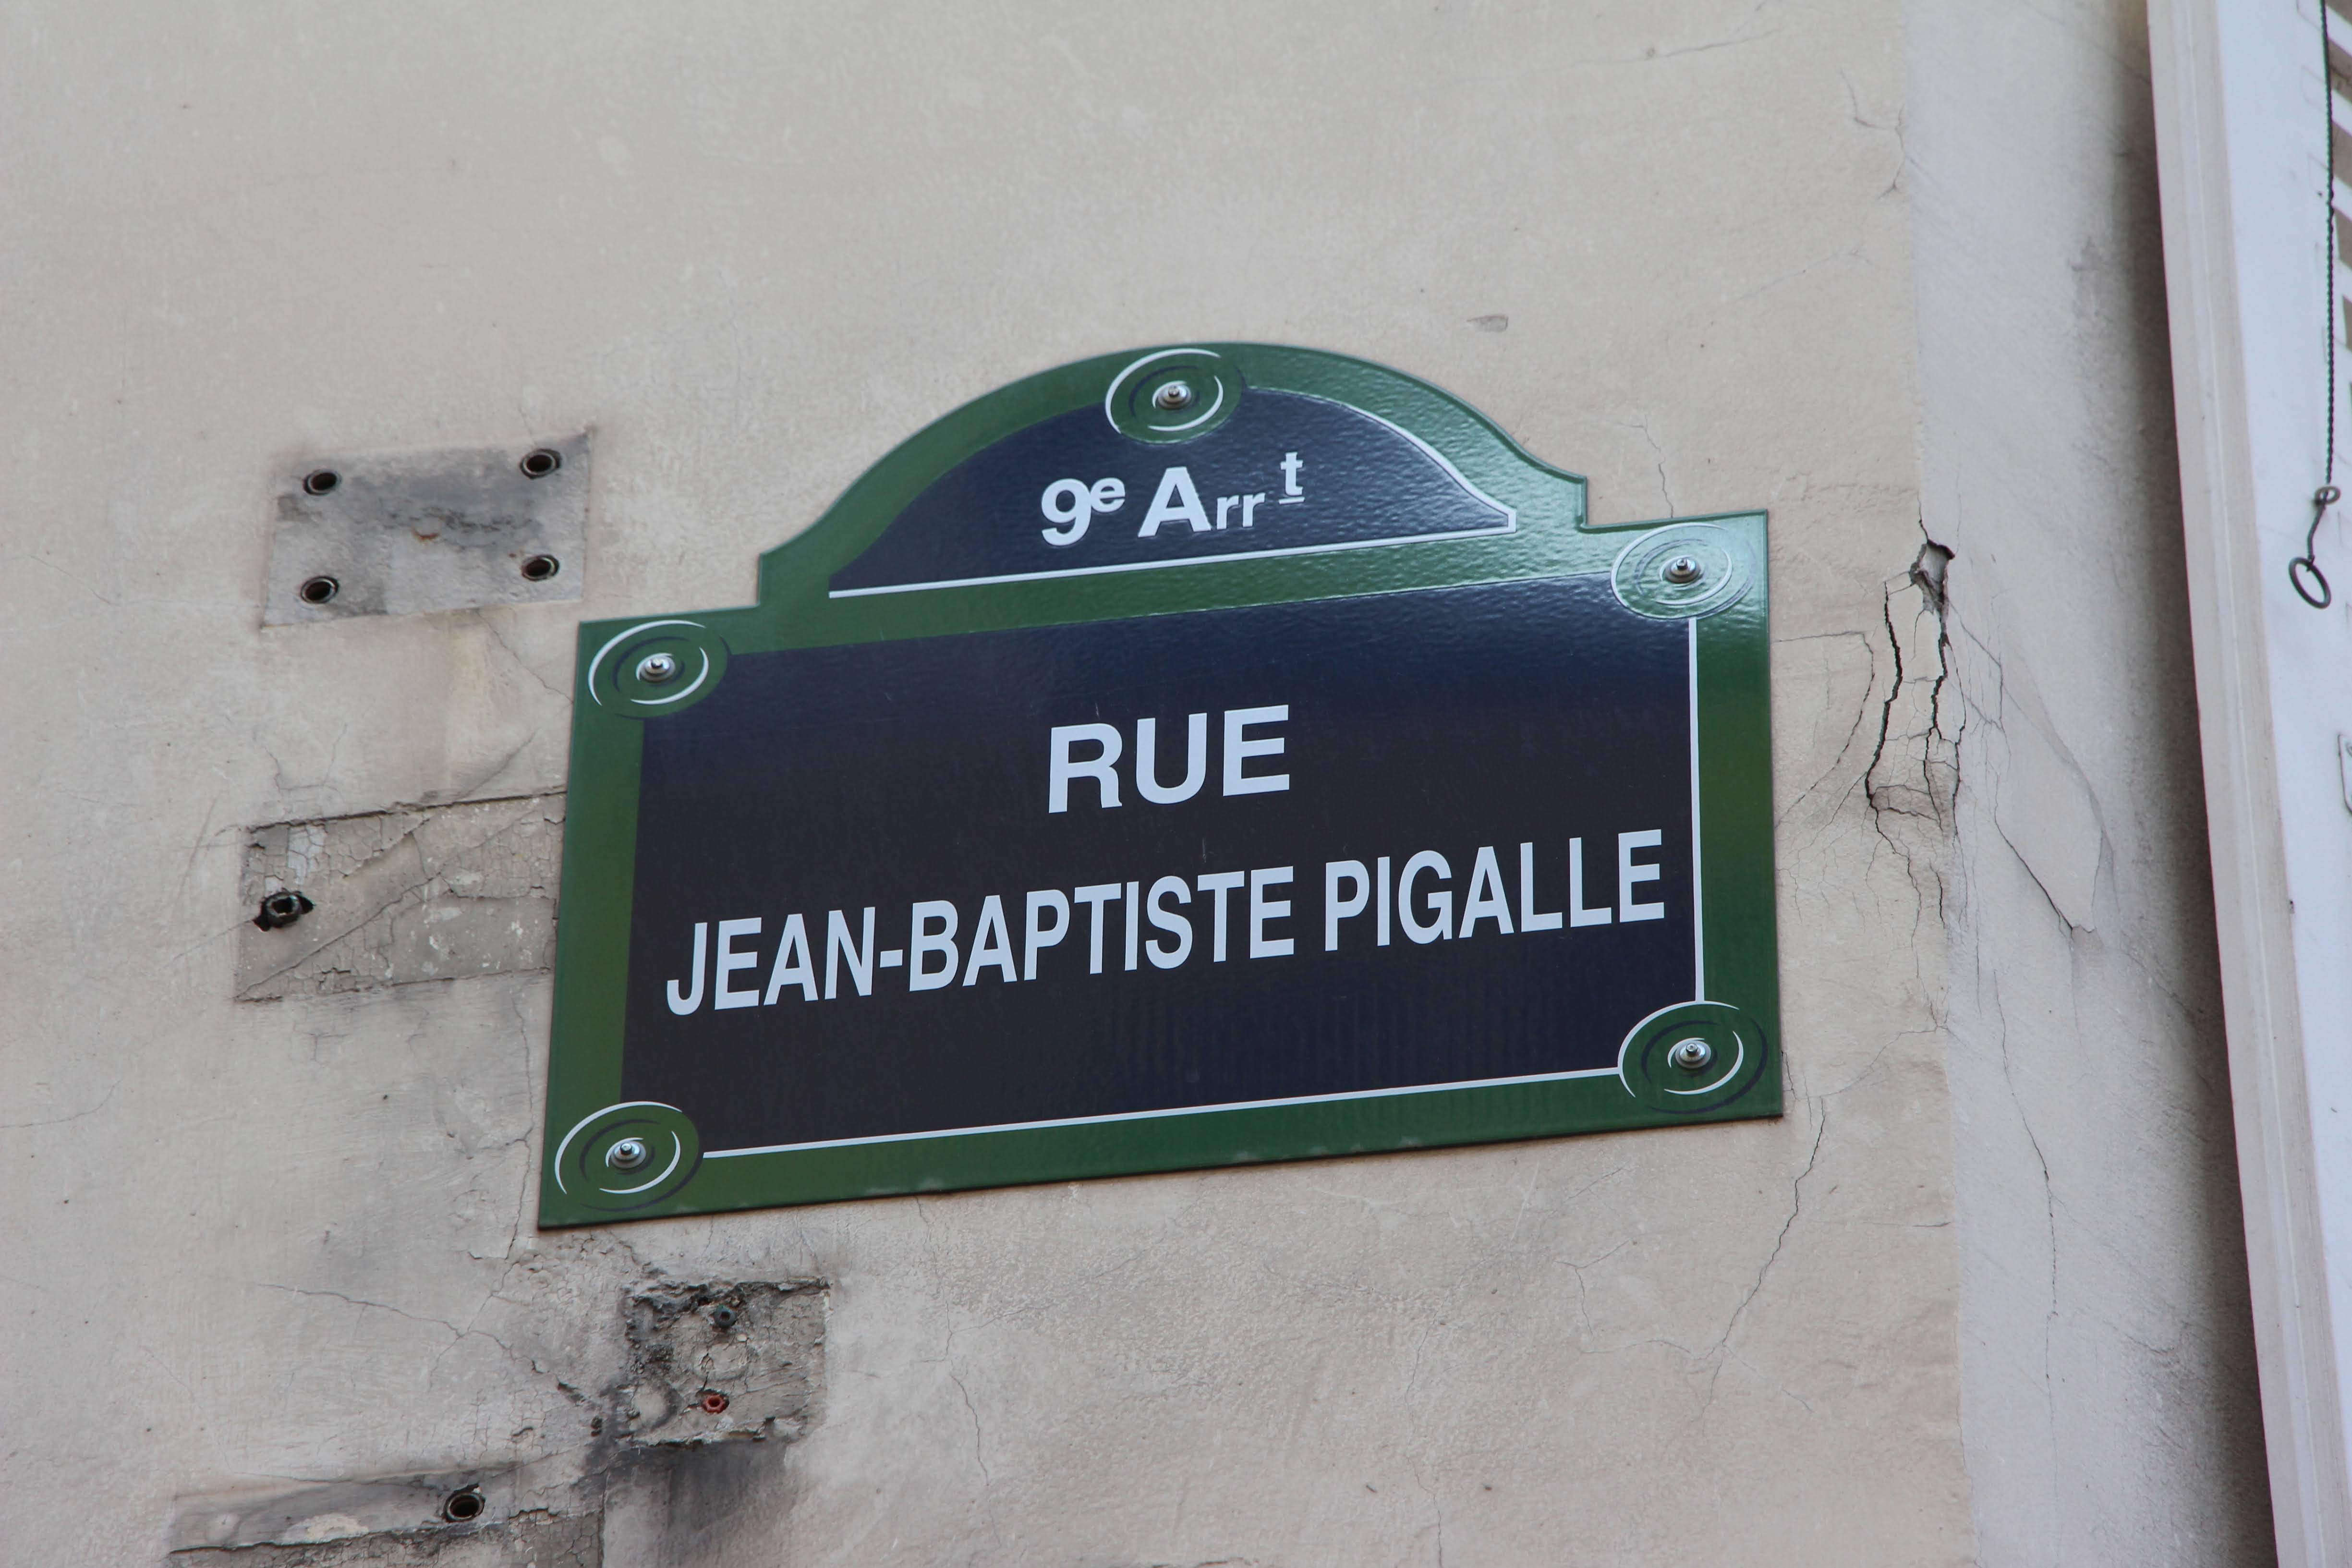 9e Arrt
RUE
JEAN-BAPTISTE PIGALLE